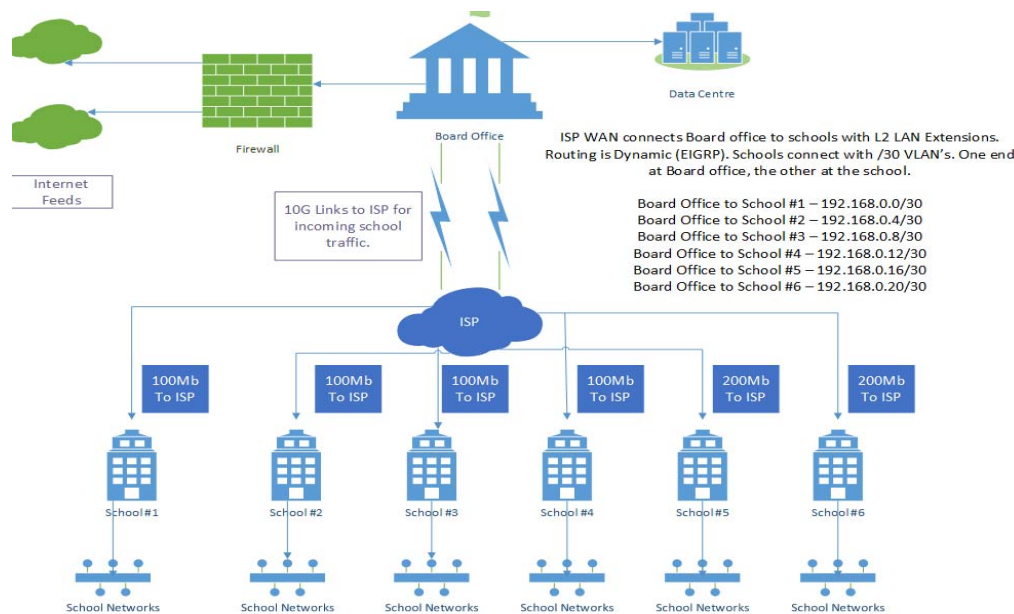 Data Centre
Board Office
Firewall
ISP WAN connects Board office to schools with L2 LAN Extensions.
Routing is Dynamic (EIGRP). Schools connect with /30 VLAN's. One end
at Board office, the other at the school.
Internet
Feeds
10G Links to ISP for
incoming school
traffic.
Board Office to School #1 – 192.168.0.0/30
Board Office to School #2 – 192.168.0.4/30
Board Office to School #3 – 192.168.0.8/30
Board Office to School #4 – 192.168.0.12/30
Board Office to School #5 – 192.168.0.16/30
Board Office to School #6 – 192.168.0.20/30
ISP
100Mb
To ISP
100Mb
To ISP
100Mb
To ISP
100Mb
To ISP
200Mb
To ISP
200Mb
To ISP
School #1
School #2
School #3
School #4
School #5
School #6
School Networks
School Networks
School Networks
School Networks
School Networks
School Networks